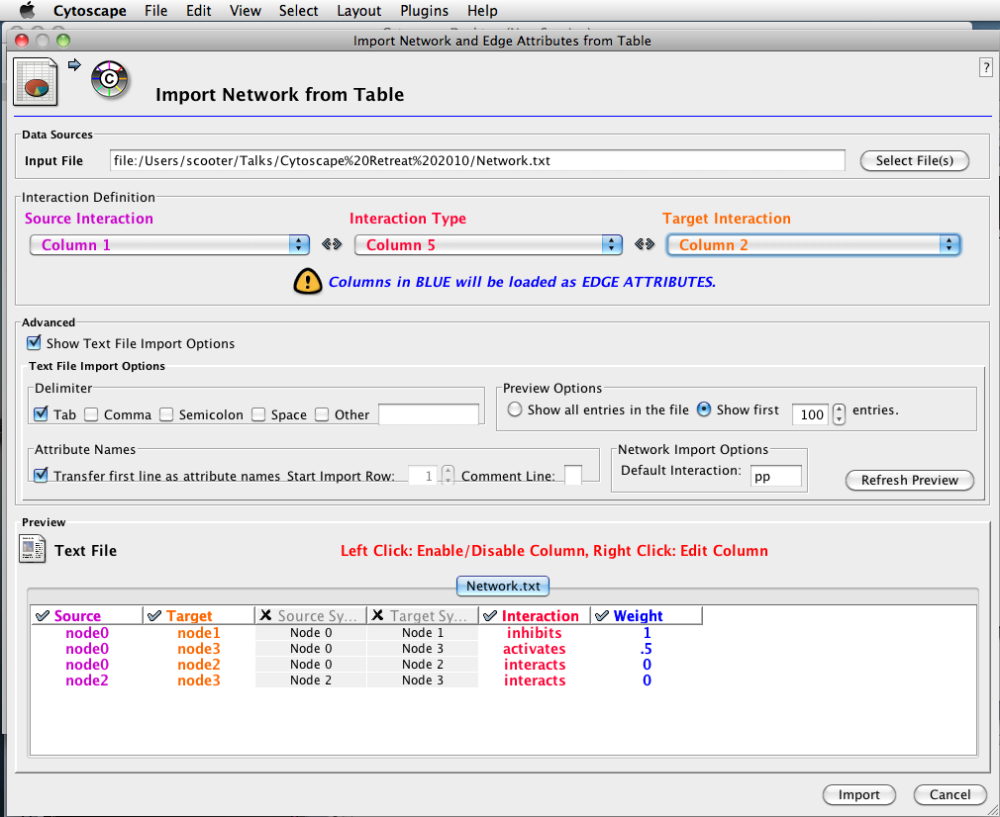 Cytoscape File Edit View Select Layout Plugins Help
Import Network and Edge Attributes from Table
?
© Import Network from Table
Data Sources
Input File file:/Users/scooter/Talks/Cytoscape%20Retreat%202010/Network.txt Select File(s)
Interaction Definition
Source Interaction Interaction Type Target Interaction
Column 1 Column 5 Column 2
! Columns in BLUE will be loaded as EDGE ATTRIBUTES.
Advanced
Show Text File Import Options
Text File Import Options
Delimiter Preview Options
Tab Comma Semicolon Space Other Show all entries in the file Show first 100 entries.
Attribute Names Network Import Options
Transfer first line as attribute names Start Import Row: 1 Comment Line: Default Interaction: pp Refresh Preview
Preview
Text File Left Click: Enable/Disable Column, Right Click: Edit Column
Network.txt
Source Target Source Sy... Target Sy... Interaction Weight
node0 node1 Node 0 Node 1 inhibits 1
node0 node3 Node 0 Node 3 activates .5
node0 node2 Node 0 Node 2 interacts 0
node2 node3 Node 2 Node 3 interacts 0
Import Cancel